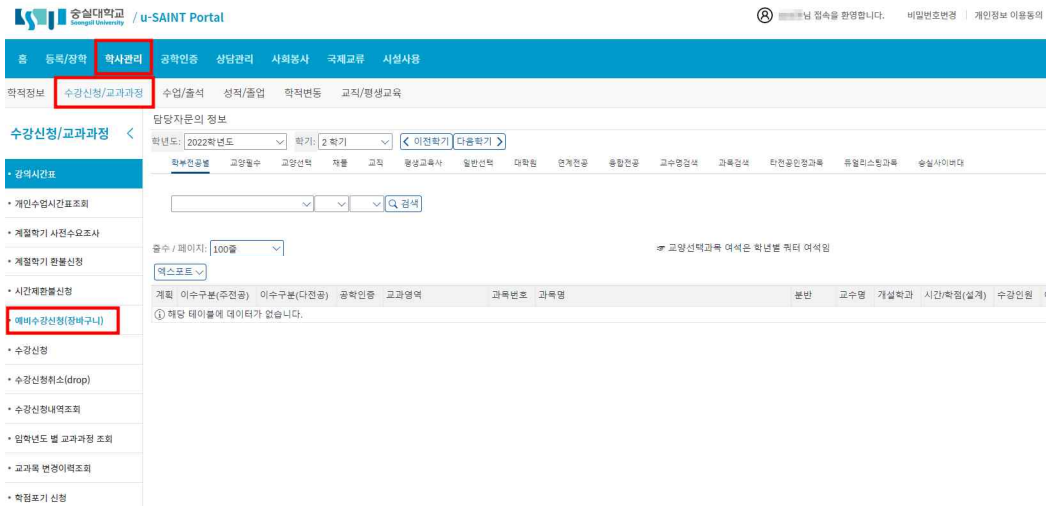 숭실대학교 Soongsil University / u-SAINT Portal
님 접속을 환영합니다. 비밀번호변경 개인정보 이용동의
홈 등록/장학 학사관리 공학인증 상담관리 사회봉사 국제교류 시설사용
학적정보 수강신청/교과과정 수업/출석 성적/졸업 학적변동 교직/평생교육
수강신청/교과과정
담당자문의 정보
학년도: 2022학년도 학기: 2 학기 이전학기 다음학기
학부전공별 교양필수 교양선택 채플 교직 평생교육사 일반선택 대학원 연계전공 융합전공 교수명검색 과목검색 타전공인정과목 듀얼리스팅과목 숭실사이버대
• 강의시간표
• 개인수업시간표조회
검색
• 계절학기 사전수요조사
줄수 / 페이지: 100줄
☞ 교양선택과목 여석은 학년별 쿼터 여석임
• 계절학기 환불신청
엑스포트
• 시간제환불신청
계획 이수구분(주전공) 이수구분(다전공) 공학인증 교과영역 과목번호 과목명 분반 교수명 개설학과 시간/학점(설계) 수강인원
해당 테이블에 데이터가 없습니다.
• 예비수강신청(장바구니)
• 수강신청
• 수강신청취소(drop)
• 수강신청내역조회
• 입학년도 별 교과과정 조회
• 교과목 변경이력조회
• 학점포기 신청